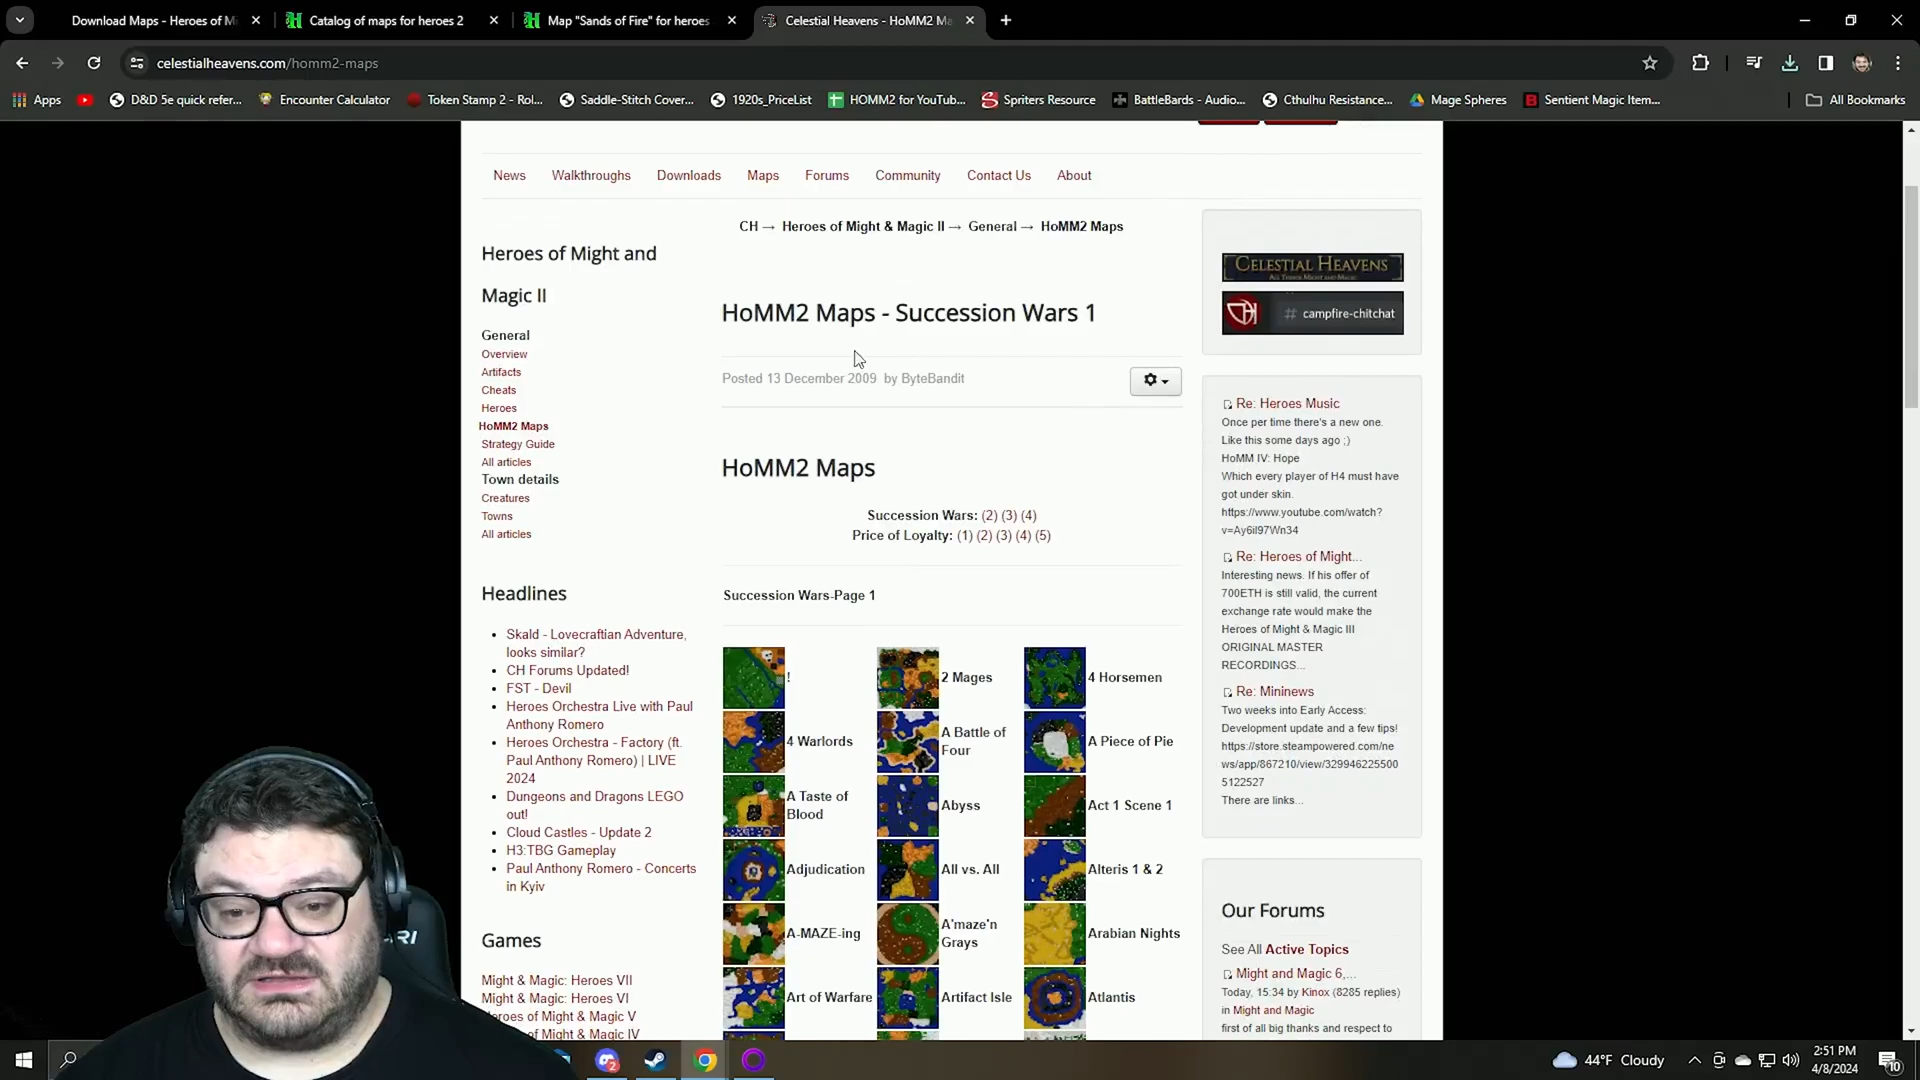 Download Maps - Heroes of M
Catalog of maps for heroes 2
Map "Sands of Fire" for heroes
Celestial Heavens - HoMM2 Ma
celestialheavens.com/homm2-maps
Apps
D&D 5e quick refer...
Encounter Calculator
Token Stamp 2 - Rol...
Saddle-Stitch Cover...
1920s_PriceList
HOMM2 for YouTub...
Spriters Resource
BattleBards - Audio...
Cthulhu Resistance...
Mage Spheres
Sentient Magic Item...
All Bookmarks
News
Walkthroughs
Downloads
Maps
Forums
Community
Contact Us
About
CH → Heroes of Might & Magic II → General → HoMM2 Maps
Heroes of Might and
Magic II
General
Overview
Artifacts
Cheats
Heroes
HoMM2 Maps
Strategy Guide
All articles
Town details
Creatures
Towns
All articles
Headlines
Skald - Lovecraftian Adventure,
looks similar?
CH Forums Updated!
FST - Devil
Heroes Orchestra Live with Paul
Anthony Romero
Heroes Orchestra - Factory (ft.
Paul Anthony Romero) | LIVE
2024
Dungeons and Dragons LEGO
out!
Cloud Castles - Update 2
H3:TBG Gameplay
Paul Anthony Romero - Concerts
in Kyiv
Games
Might & Magic: Heroes VII
Might & Magic: Heroes VI
eroes of Might & Magic V
of Might & Magic IV
HoMM2 Maps - Succession Wars 1
Posted 13 December 2009 by ByteBandit
HoMM2 Maps
Succession Wars: (2) (3) (4)
Price of Loyalty: (1) (2) (3) (4) (5)
Succession Wars-Page 1
!
2 Mages
4 Horsemen
4 Warlords
A Battle of
Four
A Piece of Pie
A Taste of
Blood
Abyss
Act 1 Scene 1
Adjudication
All vs. All
Alteris 1 & 2
A-MAZE-ing
A'maze'n
Grays
Arabian Nights
Art of Warfare
Artifact Isle
Atlantis
CELESTIAL HEAVENS
# campfire-chitchat
Re: Heroes Music
Once per time there's a new one.
Like this some days ago ;)
HoMM IV: Hope
Which every player of H4 must have
got under skin.
https://www.youtube.com/watch?
v=Ay6il97Wn34
Re: Heroes of Might...
Interesting news. If his offer of
700ETH is still valid, the current
exchange rate would make the
Heroes of Might & Magic III
ORIGINAL MASTER
RECORDINGS...
Re: Mininews
Two weeks into Early Access:
Development update and a few tips!
https://store.steampowered.com/ne
ws/app/867210/view/329946225500
5122527
There are links...
Our Forums
See All Active Topics
Might and Magic 6,...
Today, 15:34 by Kinox (8285 replies)
in Might and Magic
first of all big thanks and respect to
44°F Cloudy
2:51 PM
4/8/2024
10
2